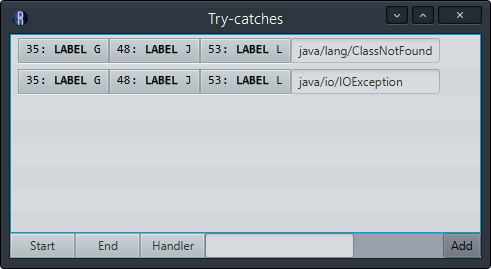 Try-catches
35: LABEL G 48: LABEL J 53: LABEL L java/lang/ClassNotFound
35: LABEL G 48: LABEL J 53: LABEL L java/io/IOException
Start End Handler Add